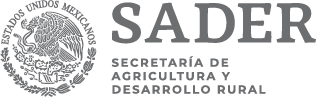 ESTADOS UNIDOS MEXICANOS
SADER
SECRETARÍA DE
AGRICULTURA Y
DESARROLLO RURAL